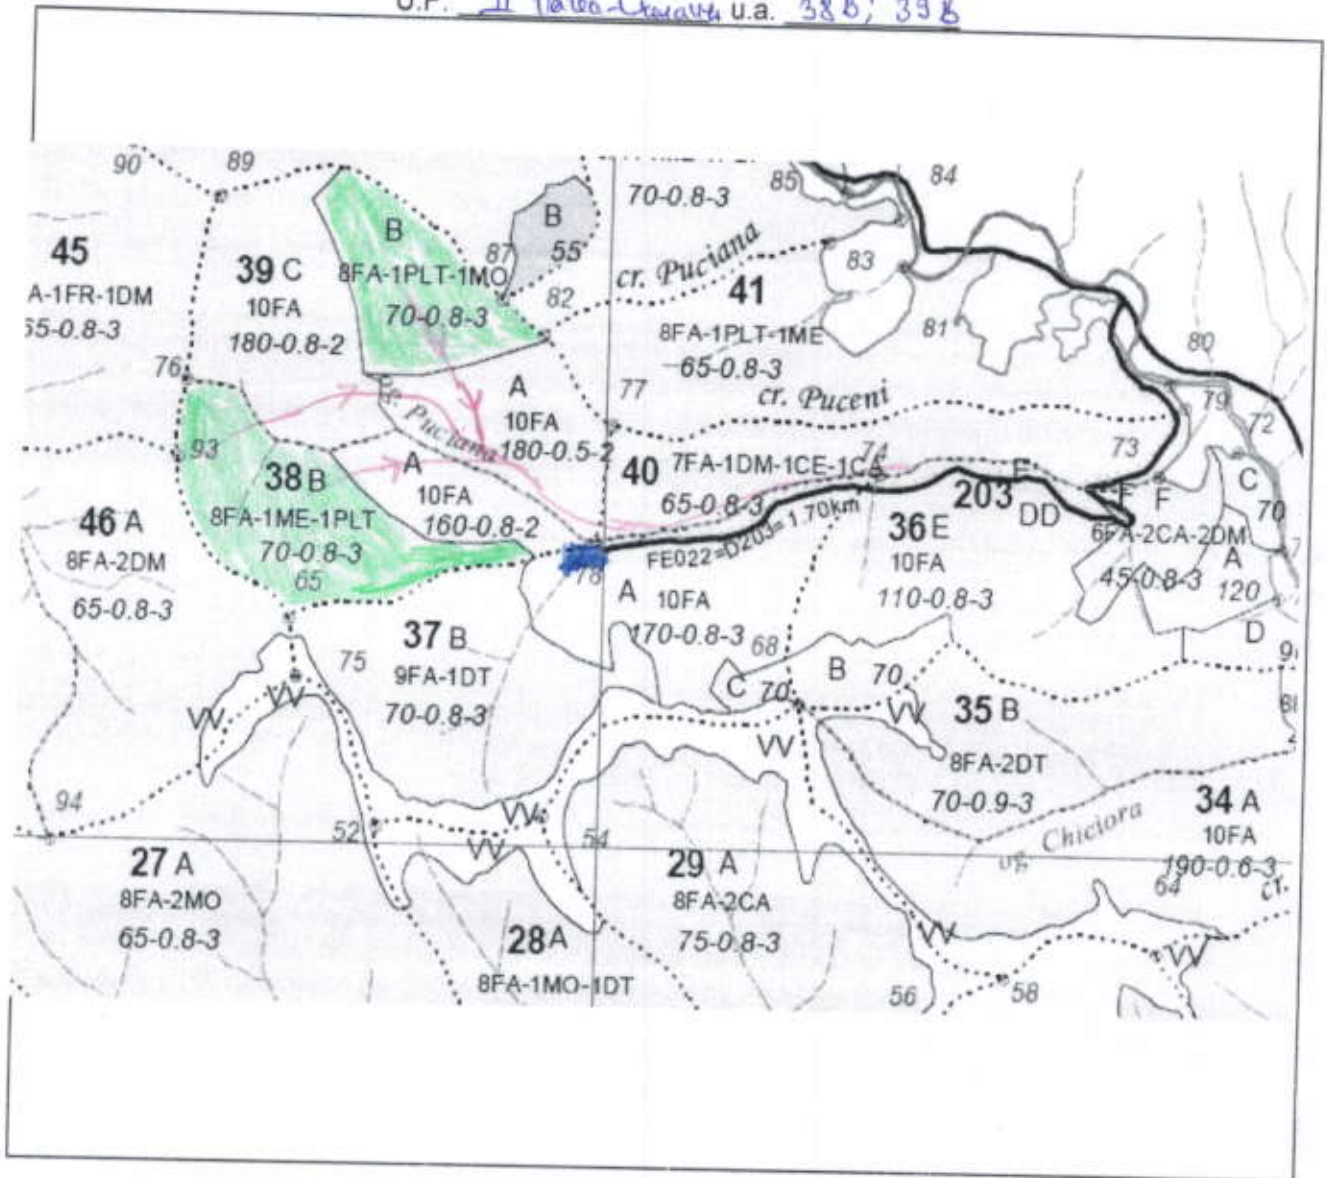 U.P. II u.a. 38B; 39B
90
89
85
84
70-0.8-3
B
B
55
87
45
39 C
8FA-1PLT-1MO
82
cr. Puciana
83
A-1FR-1DM
10FA
70-0.8-3
41
65-0.8-3
180-0.8-2
8FA-1PLT-1ME
81
80
76
65-0.8-3
A
77
cr. Puceni
79
72
10FA
pg. Puciana
180-0.5-2
93
A
40
7FA-1DM-1CE-1CA
74
73
38 B
10FA
65-0.8-3
F
203
DD
F
F
C
70
46 A
8FA-1ME-1PLT
160-0.8-2
FE022=D203=1.70km
36 E
6FA-2CA-2DM
8FA-2DM
70-0.8-3
78
10FA
45-0.8-3
A
65-0.8-3
65
A
10FA
110-0.8-3
120
37 B
170-0.8-3
68
D
75
9FA-1DT
C
70
B
70
VV
VV
70-0.8-3
VV
35 B
VV
8FA-2DT
94
70-0.9-3
34 A
52
VV
54
VV
vg. Chiciora
10FA
27 A
29 A
190-0.6-3
8FA-2MO
8FA-2CA
64
cr.
65-0.8-3
28 A
75-0.8-3
VV
VV
8FA-1MO-1DT
56
58